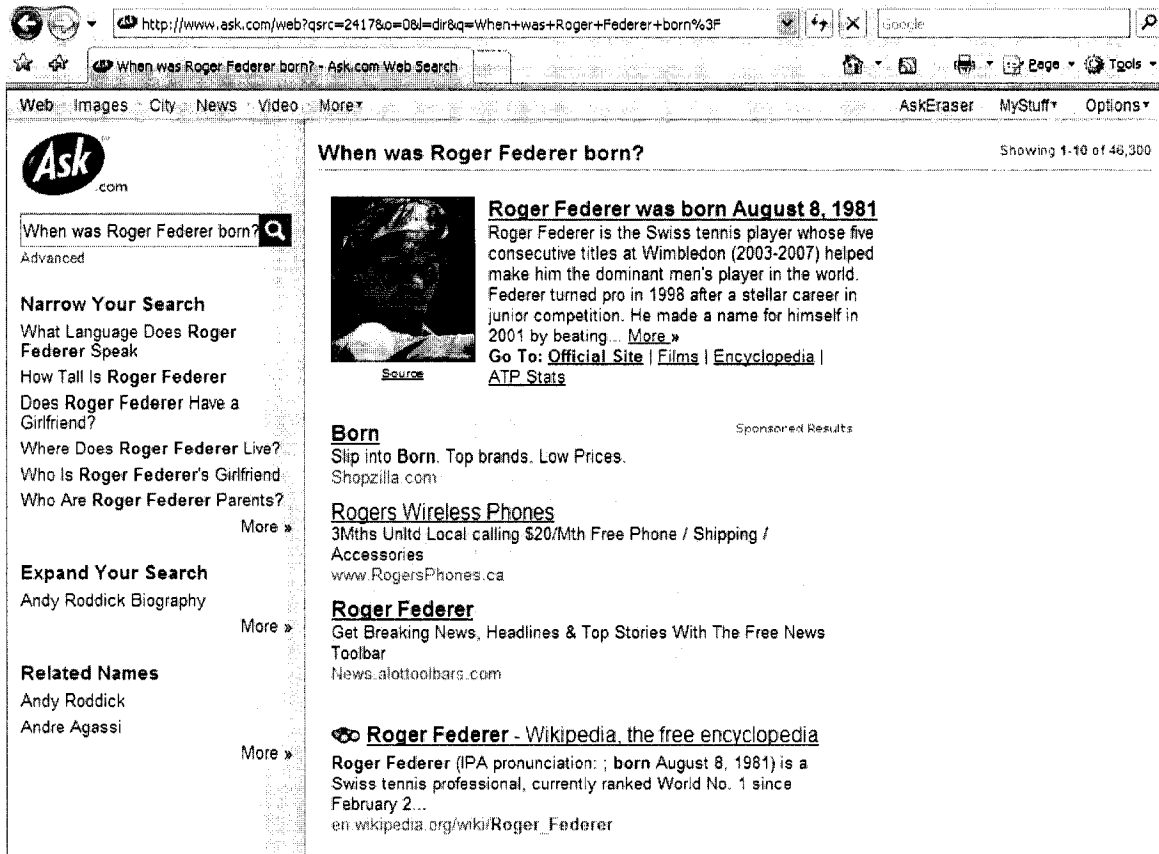 http://www.ask.com/web?qsrc=2417&o=0&l=dir&q=When+was+Roger+Federer+born%3F
Google
When was Roger Federer born? - Ask.com Web Search
Page Tools
Web Images City News Video More
AskEraser MyStuff Options
Ask.com
When was Roger Federer born?
Advanced
Narrow Your Search
What Language Does Roger
Federer Speak
How Tall Is Roger Federer
Does Roger Federer Have a
Girlfriend?
Where Does Roger Federer Live?
Who Is Roger Federer's Girlfriend
Who Are Roger Federer Parents?
More »
Expand Your Search
Andy Roddick Biography
More »
Related Names
Andy Roddick
Andre Agassi
More »
When was Roger Federer born?
Showing 1-10 of 46,300
Source
Roger Federer was born August 8, 1981
Roger Federer is the Swiss tennis player whose five
consecutive titles at Wimbledon (2003-2007) helped
make him the dominant men's player in the world.
Federer turned pro in 1998 after a stellar career in
junior competition. He made a name for himself in
2001 by beating... More »
Go To: Official Site | Films | Encyclopedia |
ATP Stats
Sponsored Results
Born
Slip into Born. Top brands. Low Prices.
Shopzilla.com
Rogers Wireless Phones
3Mths Unltd Local calling $20/Mth Free Phone / Shipping /
Accessories
www.RogersPhones.ca
Roger Federer
Get Breaking News, Headlines & Top Stories With The Free News
Toolbar
News.alottoolbars.com
Roger Federer - Wikipedia, the free encyclopedia
Roger Federer (IPA pronunciation: ; born August 8, 1981) is a
Swiss tennis professional, currently ranked World No. 1 since
February 2...
en.wikipedia.org/wiki/Roger_Federer